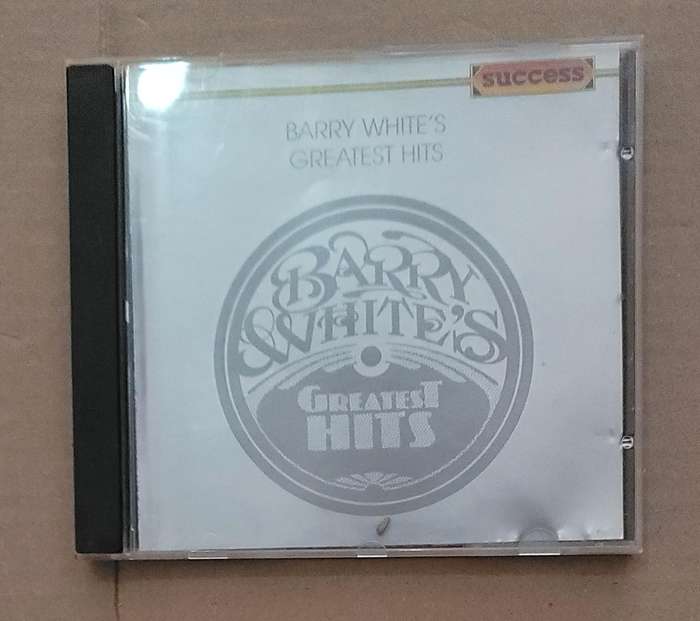 success
BARRY WHITE'S
GREATEST HITS
BARRY
WHITE'S
GREATEST
HITS